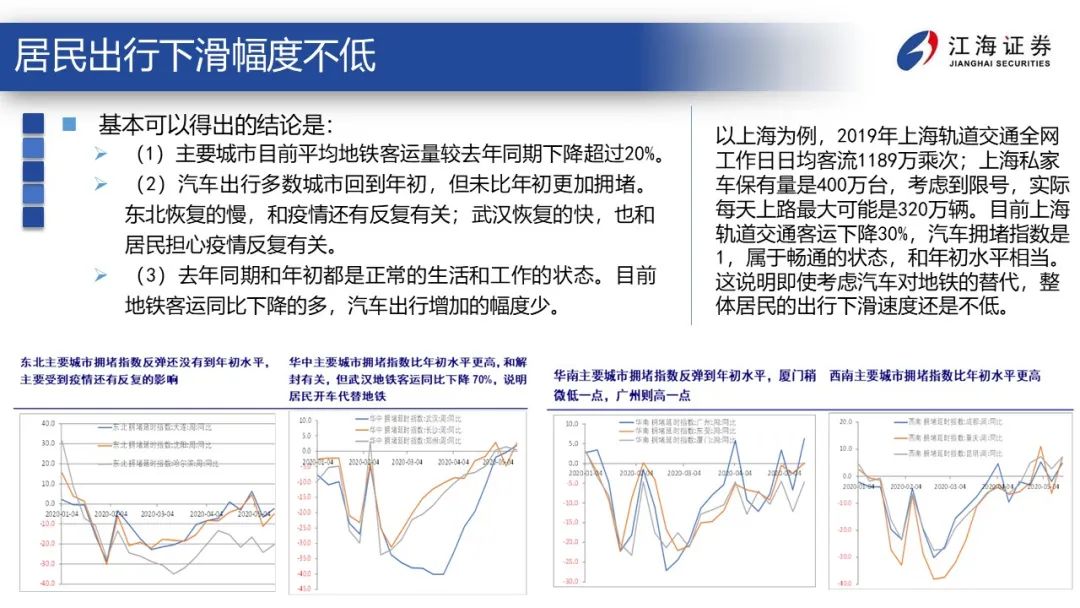 居民出行下滑幅度不低
江海证券
JIANGHAI SECURITIES
基本可以得出的结论是：
（1）主要城市目前平均地铁客运量较去年同期下降超过20%。
（2）汽车出行多数城市回到年初，但未比年初更加拥堵。
东北恢复的慢，和疫情还有反复有关；武汉恢复的快，也和
居民担心疫情反复有关。
（3）去年同期和年初都是正常的生活和工作的状态。目前
地铁客运同比下降的多，汽车出行增加的幅度少。
以上海为例，2019年上海轨道交通全网
工作日日均客流1189万乘次；上海私家
车保有量是400万台，考虑到限号，实际
每天上路最大可能是320万辆。目前上海
轨道交通客运下降30%，汽车拥堵指数是
1，属于畅通的状态，和年初水平相当。
这说明即使考虑汽车对地铁的替代，整
体居民的出行下滑速度还是不低。
东北主要城市拥堵指数反弹还没有到年初水平，
主要受到疫情还有反复的影响
40.0
30.0
20.0
10.0
0.0
-10.0
-20.0
-30.0
-40.0
东北 拥堵延时指数:大连:周:同比
东北 拥堵延时指数:沈阳:周:同比
东北 拥堵延时指数:哈尔滨:周:同比
2020-01-04
2020-02-04
2020-03-04
2020-04-04
2020-05-04
华中主要城市拥堵指数比年初水平更高，和解
封有关，但武汉地铁客运同比下降 70%，说明
居民开车代替地铁
10.0
5.0
0.0
-5.0
-10.0
-15.0
-20.0
-25.0
-30.0
-35.0
-40.0
-45.0
华中 拥堵延时指数:武汉:周:同比
华中 拥堵延时指数:长沙:周:同比
华中 拥堵延时指数:郑州:周:同比
2020-01-04
2020-02-04
2020-03-04
2020-04-04
2020-05-04
华南主要城市拥堵指数反弹到年初水平，厦门稍
微低一点，广州则高一点
10.0
5.0
0.0
-5.0
-10.0
-15.0
-20.0
-25.0
-30.0
华南 拥堵延时指数:广州:周:同比
华南 拥堵延时指数:东莞:周:同比
华南 拥堵延时指数:厦门:周:同比
2020-01-04
2020-02-04
2020-03-04
2020-04-04
2020-05-04
西南主要城市拥堵指数比年初水平更高
20.0
10.0
0.0
-10.0
-20.0
-30.0
-40.0
西南 拥堵延时指数:成都:周:同比
西南 拥堵延时指数:贵阳:周:同比
西南 拥堵延时指数:昆明:周:同比
2020-01-04
2020-02-04
2020-03-04
2020-04-04
2020-05-04